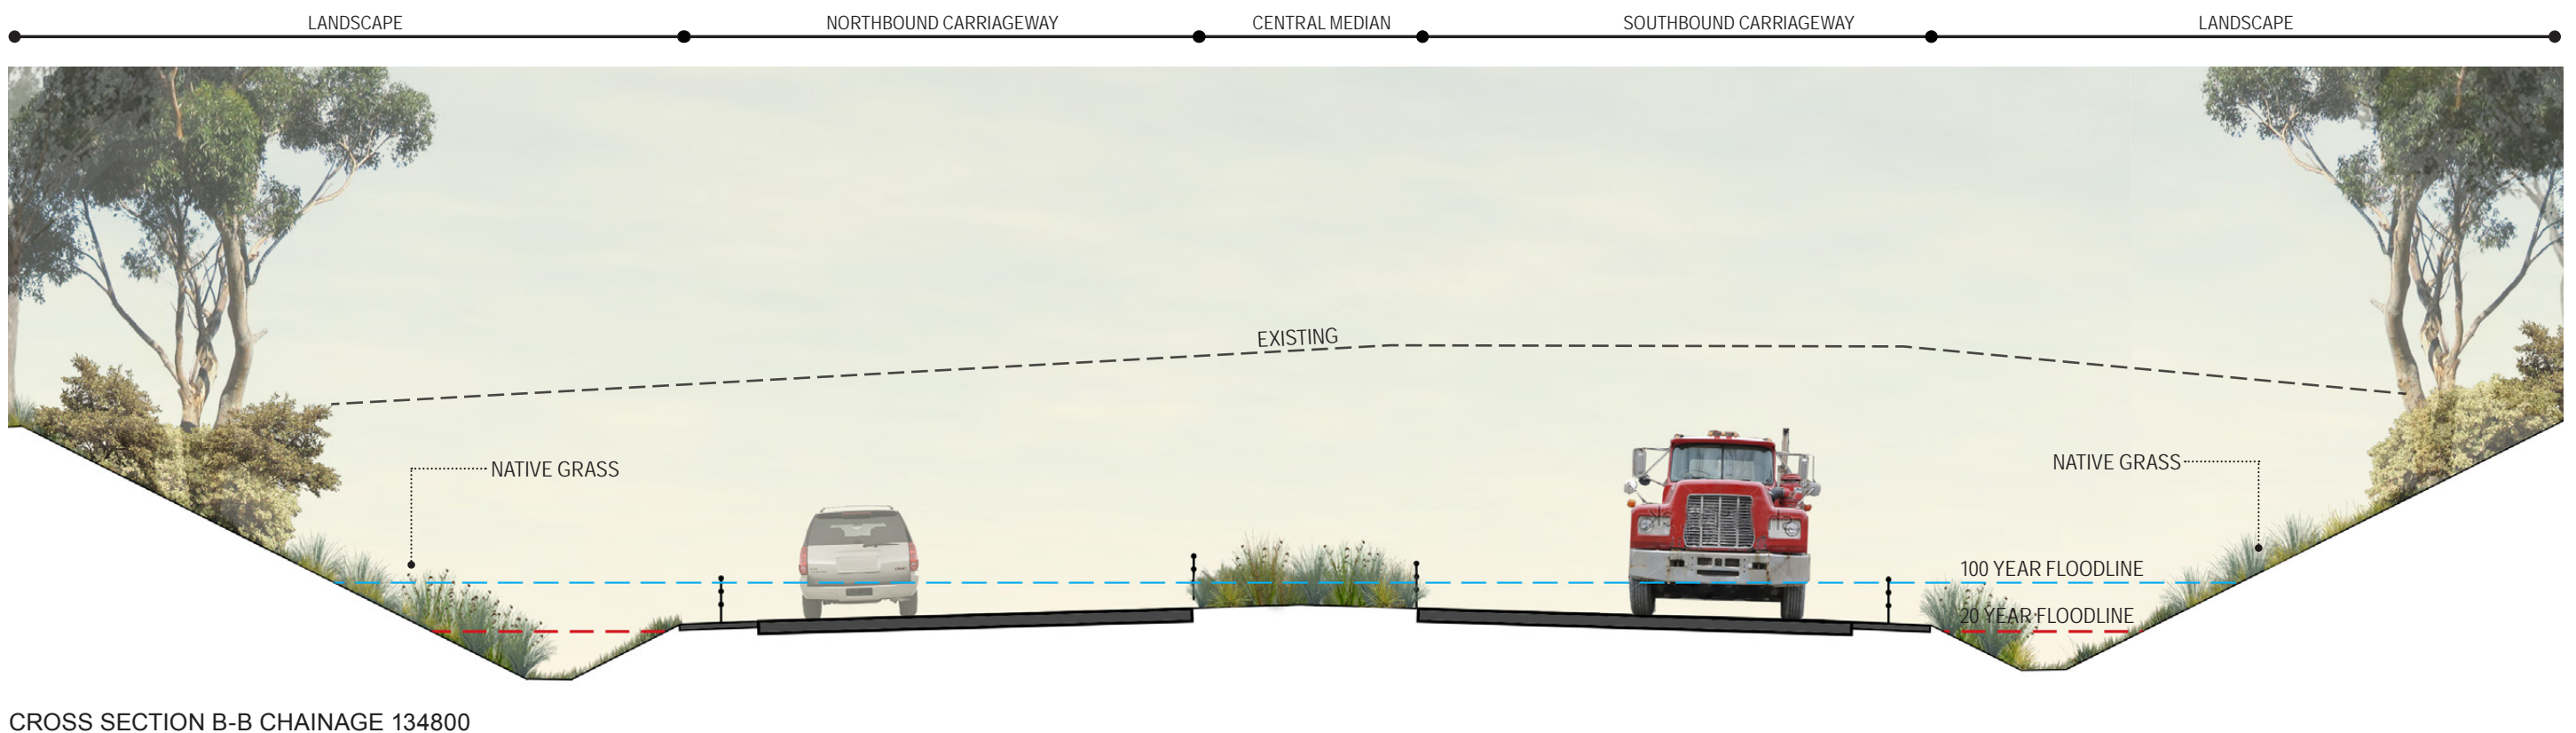 LANDSCAPE
NORTHBOUND CARRIAGEWAY
CENTRAL MEDIAN
SOUTHBOUND CARRIAGEWAY
LANDSCAPE
EXISTING
NATIVE GRASS
NATIVE GRASS
100 YEAR FLOODLINE
20 YEAR FLOODLINE
CROSS SECTION B-B CHAINAGE 134800